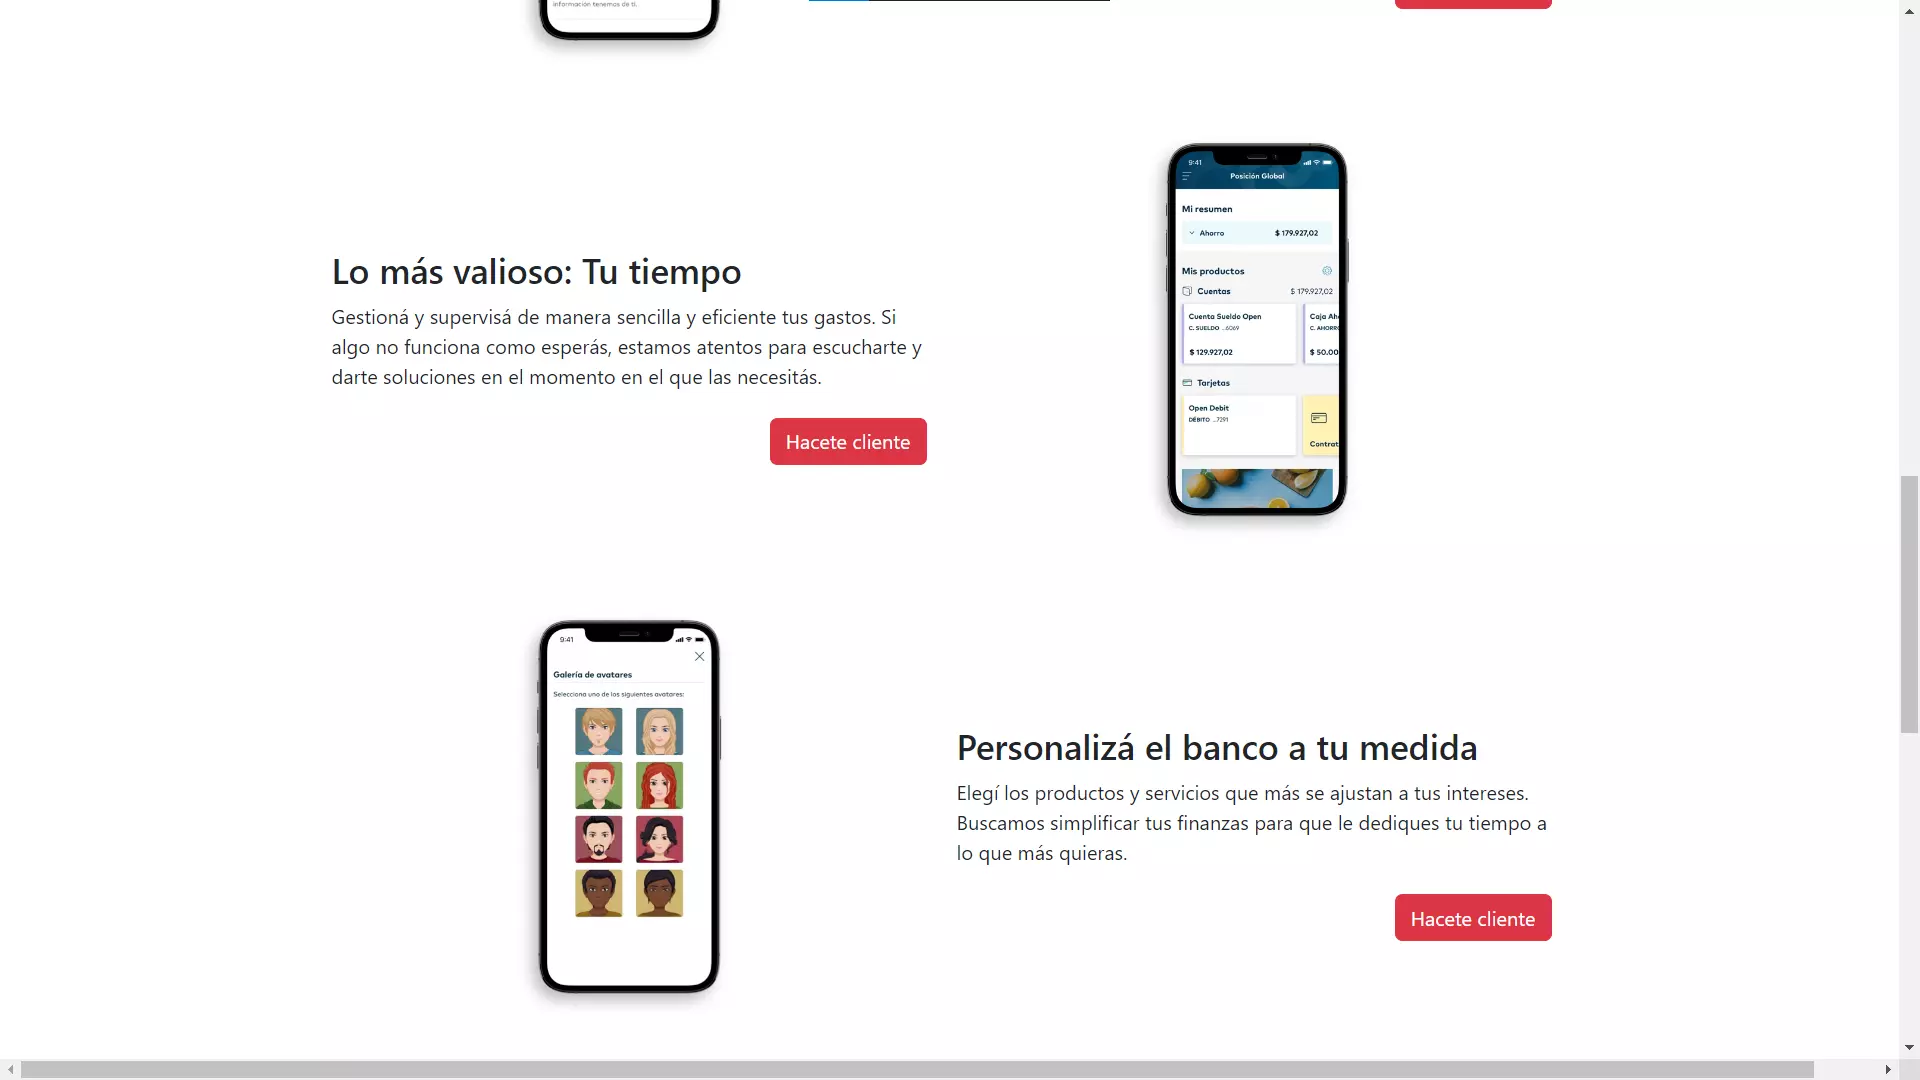 información tenemos de ti.
9:41
Posición Global
Mi resumen
Ahorro $ 179.927,02
Mis productos
Cuentas $ 179.927,02
Cuenta Sueldo Open
C. SUELDO ...6069
$ 129.927,02
Caja Ah
C. AHORR
$ 50.00
Tarjetas
Open Debit
DÉBITO ...7291
Contrat
Lo más valioso: Tu tiempo
Gestioná y supervisá de manera sencilla y eficiente tus gastos. Si
algo no funciona como esperás, estamos atentos para escucharte y
darte soluciones en el momento en el que las necesitás.
Hacete cliente
9:41
Galería de avatares
Selecciona uno de los siguientes avatares:
Personalizá el banco a tu medida
Elegí los productos y servicios que más se ajustan a tus intereses.
Buscamos simplificar tus finanzas para que le dediques tu tiempo a
lo que más quieras.
Hacete cliente